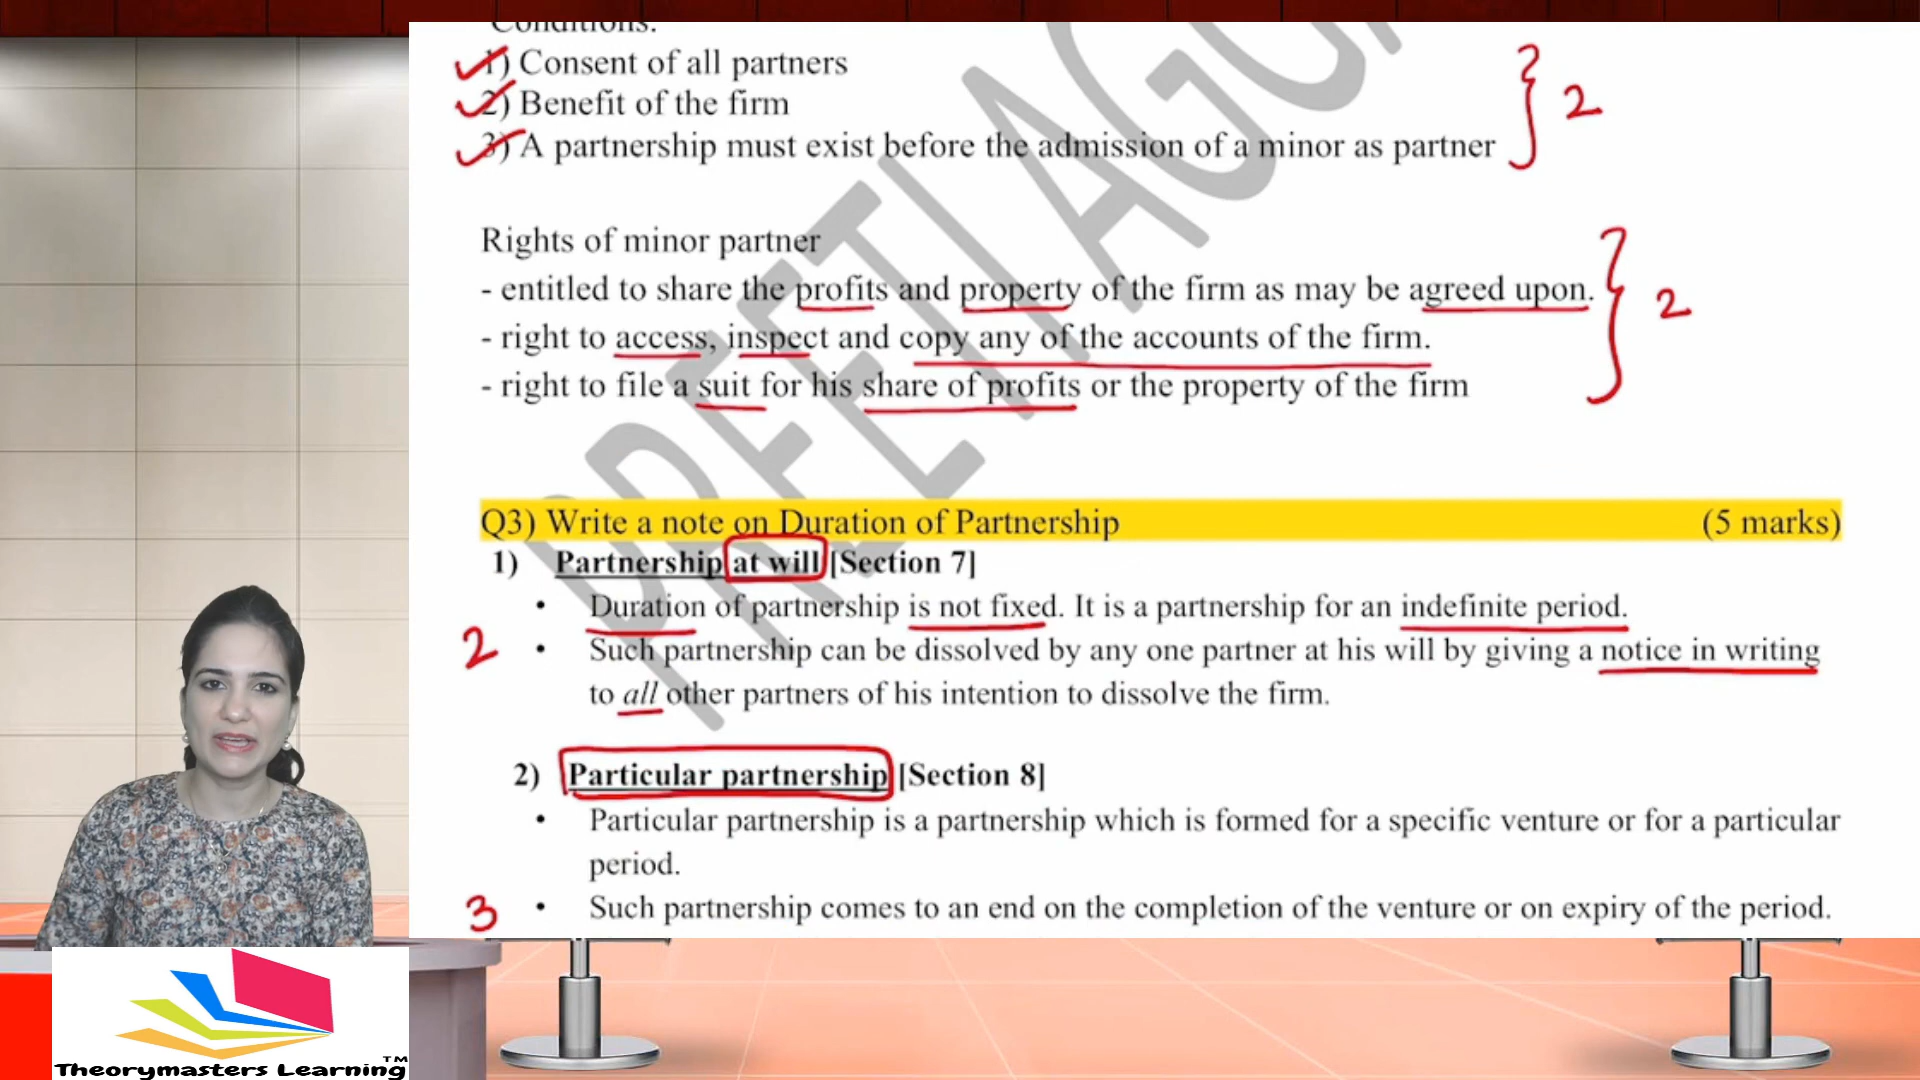 Conditions:
1) Consent of all partners
2) Benefit of the firm
3) A partnership must exist before the admission of a minor as partner
2
Rights of minor partner
- entitled to share the profits and property of the firm as may be agreed upon.
- right to access, inspect and copy any of the accounts of the firm.
- right to file a suit for his share of profits or the property of the firm
2
Q3) Write a note on Duration of Partnership (5 marks)
1) Partnership at will [Section 7]
• Duration of partnership is not fixed. It is a partnership for an indefinite period.
2
• Such partnership can be dissolved by any one partner at his will by giving a notice in writing
to all other partners of his intention to dissolve the firm.
2) Particular partnership [Section 8]
• Particular partnership is a partnership which is formed for a specific venture or for a particular
period.
3
• Such partnership comes to an end on the completion of the venture or on expiry of the period.
Theorymasters Learning™